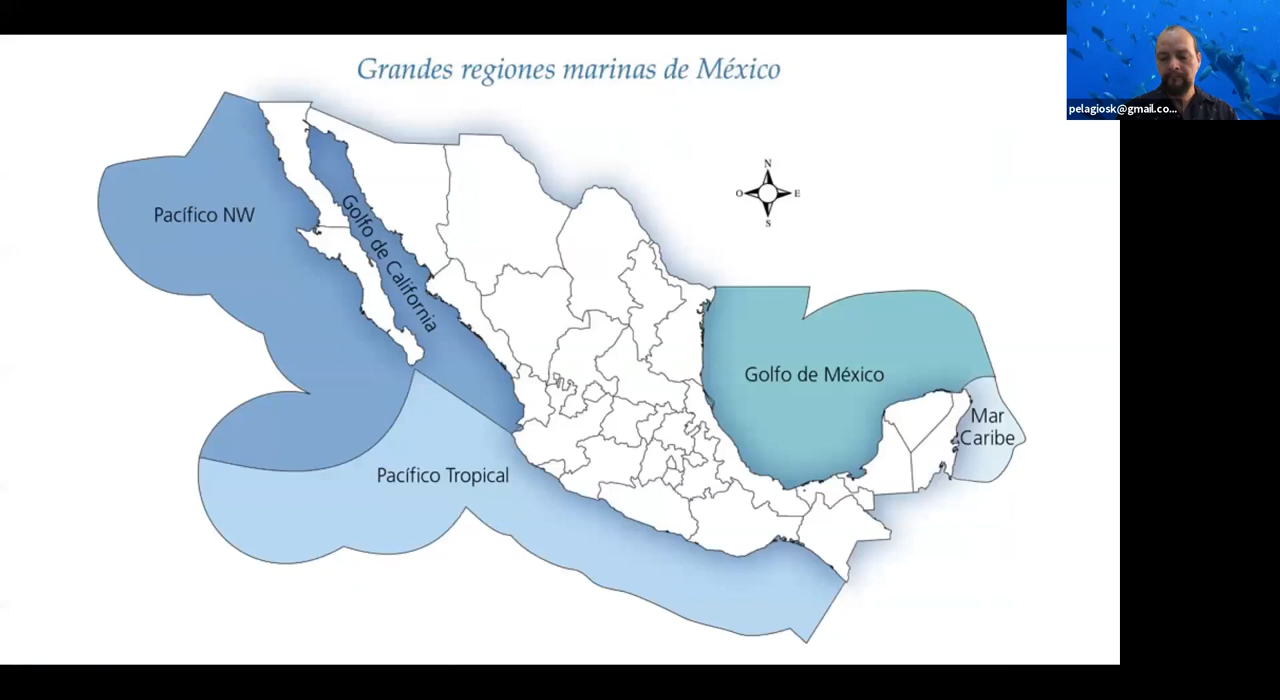 Grandes regiones marinas de México
pelagiosk@gmail.co...
N
O
E
S
Pacífico NW
Golfo de California
Golfo de México
Mar
Caribe
Pacífico Tropical